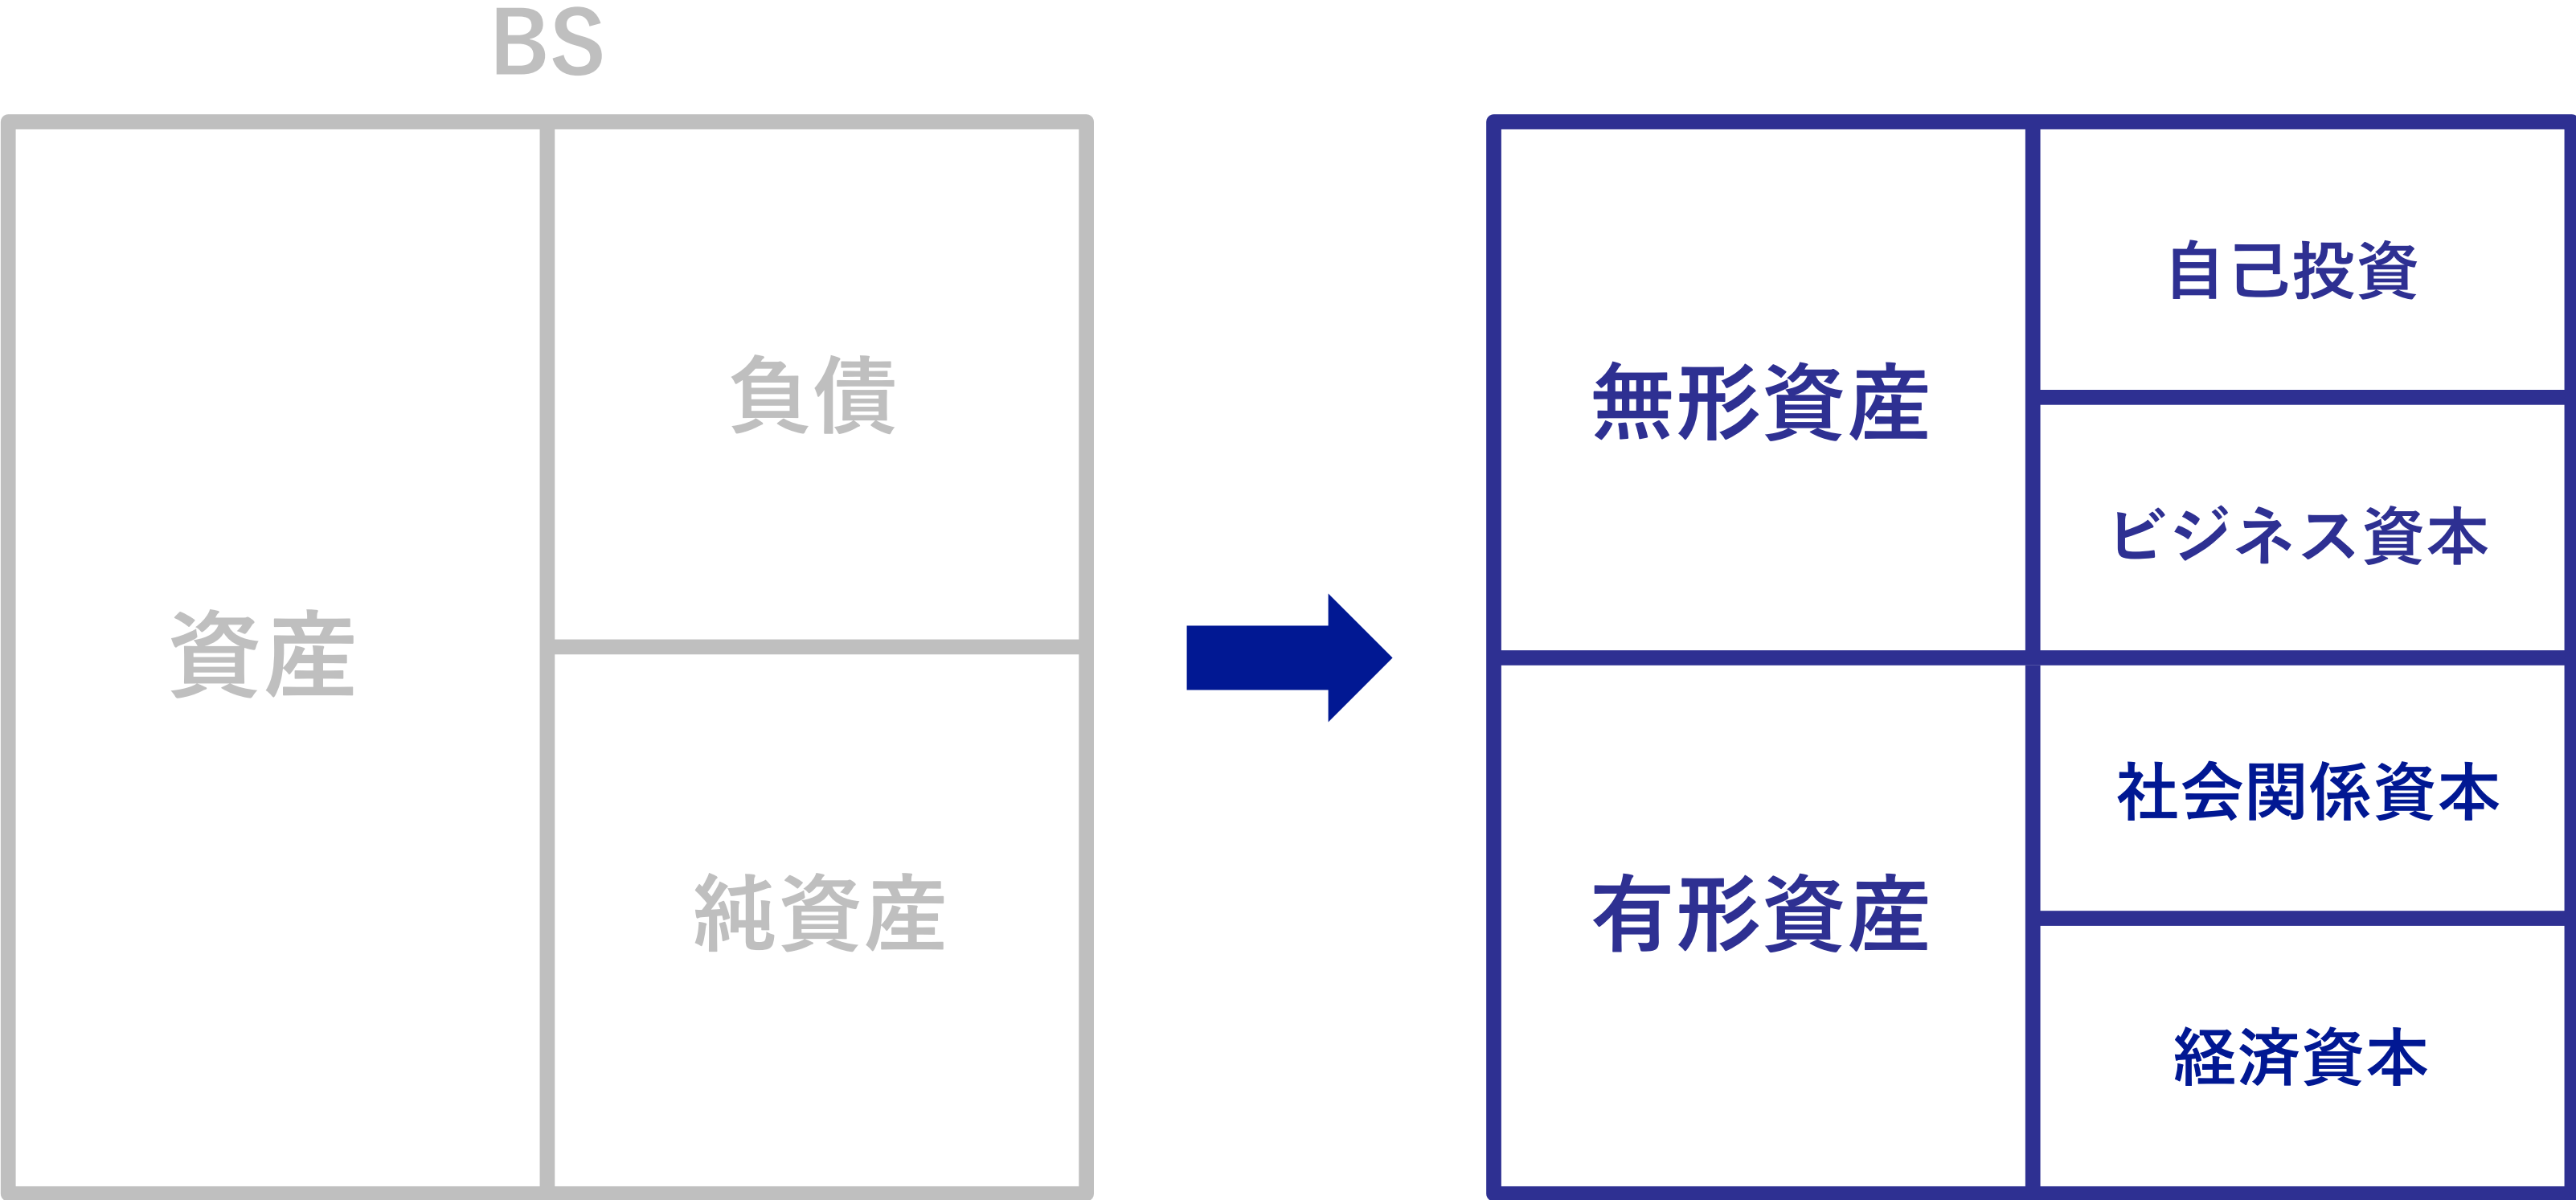 BS
資産
負債
純資産
無形資産
自己投資
ビジネス資本
有形資産
社会関係資本
経済資本